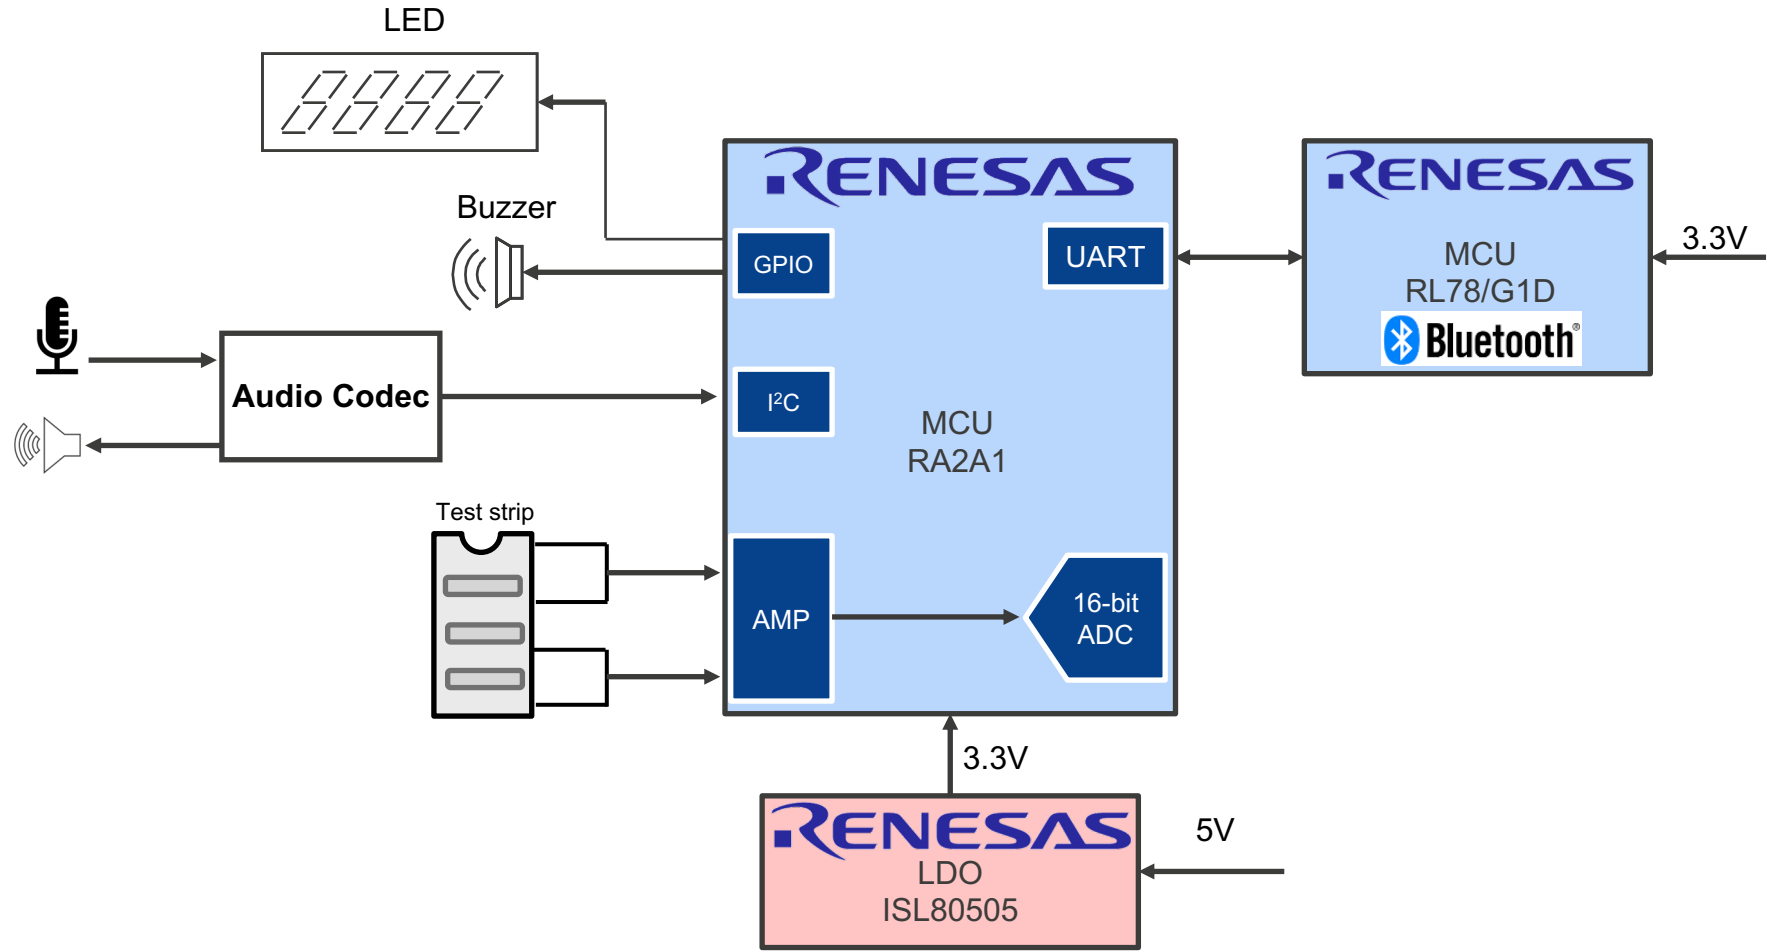 LED
RENESAS
RENESAS
Buzzer
GPIO
UART
3.3V
MCU
RL78/G1D
Bluetooth®
Audio Codec
I²C
MCU
RA2A1
Test strip
AMP
16-bit
ADC
3.3V
RENESAS
5V
LDO
ISL80505